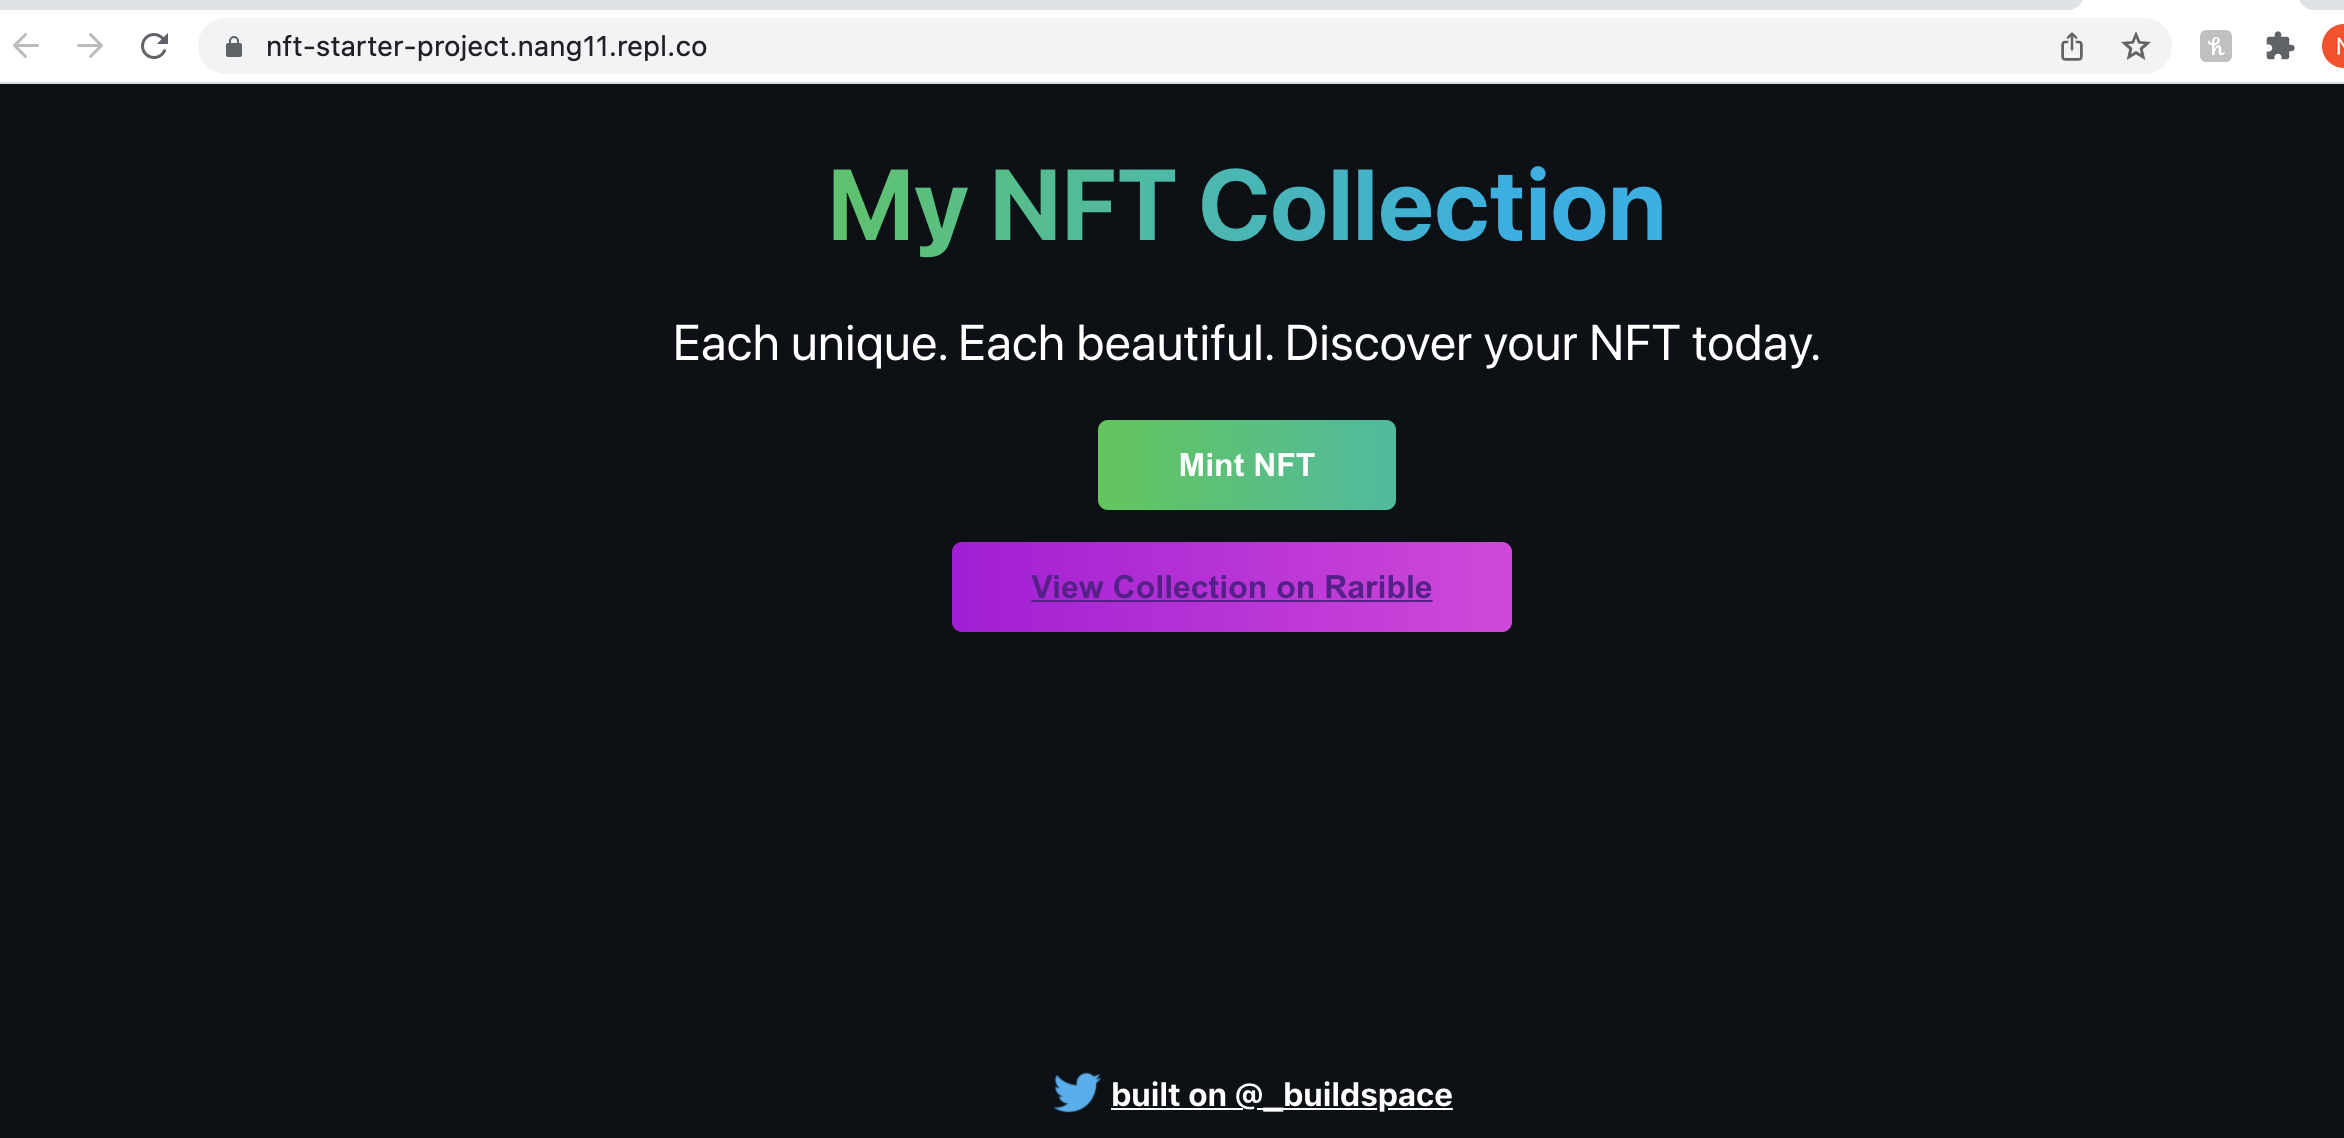 nft-starter-project.nang11.repl.co
My NFT Collection
Each unique. Each beautiful. Discover your NFT today.
Mint NFT
View Collection on Rarible
built on @_buildspace